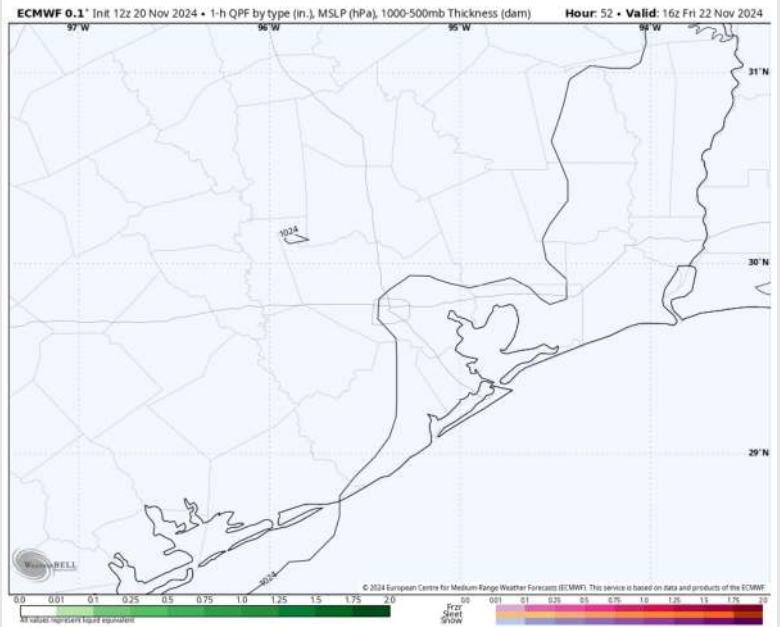 ECMWF 0.1° Init 12z 20 Nov 2024 • 1-h QPF by type (in.), MSLP (hPa), 1000-500mb Thickness (dam) Hour: 52 • Valid: 16z Fri 22 Nov 2024
97°W 96°W 95°W 94°W
31°N
1024
30°N
29°N
WeatherBELL
1024
© 2024 European Centre for Medium-Range Weather Forecasts (ECMWF). This service is based on data and products of the ECMWF
0.0 0.01 0.1 0.25 0.5 0.75 1.0 1.25 1.5 1.75 2.0
All values represent liquid equivalent
0.0 0.01 0.1 0.25 0.5 0.75 1.0 1.25 1.5 1.75 2.0
Frzr
Sleet
Snow